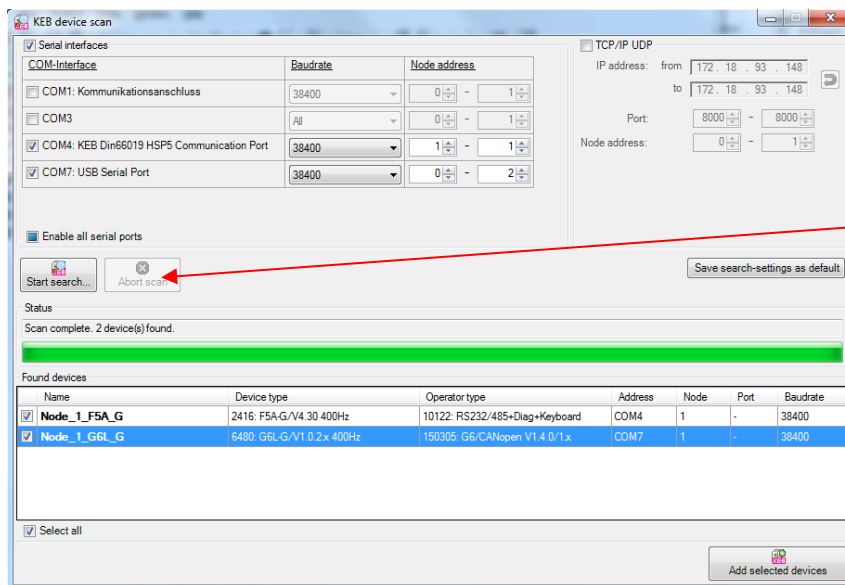 KEB device scan
Serial interfaces
COM-Interface Baudrate Node address
COM1: Kommunikationsanschluss 38400 0 - 1
COM3 All 0 - 1
COM4: KEB Din66019 HSP5 Communication Port 38400 1 - 1
COM7: USB Serial Port 38400 0 - 2
Enable all serial ports
TCP/IP UDP
IP address: from 172 . 18 . 93 . 148
to 172 . 18 . 93 . 148
Port: 8000 - 8000
Node address: 0 - 1
Start search... Abort scan Save search-settings as default
Status
Scan complete. 2 device(s) found.
Found devices
Name Device type Operator type Address Node Port Baudrate
Node_1_F5A_G 2416: F5A-G/V4.30 400Hz 10122: RS232/485+Diag+Keyboard COM4 1 - 38400
Node_1_G6L_G 6480: G6L-G/V1.0.2.x 400Hz 150305: G6/CANopen V1.4.0/1.x COM7 1 - 38400
Select all
Add selected devices